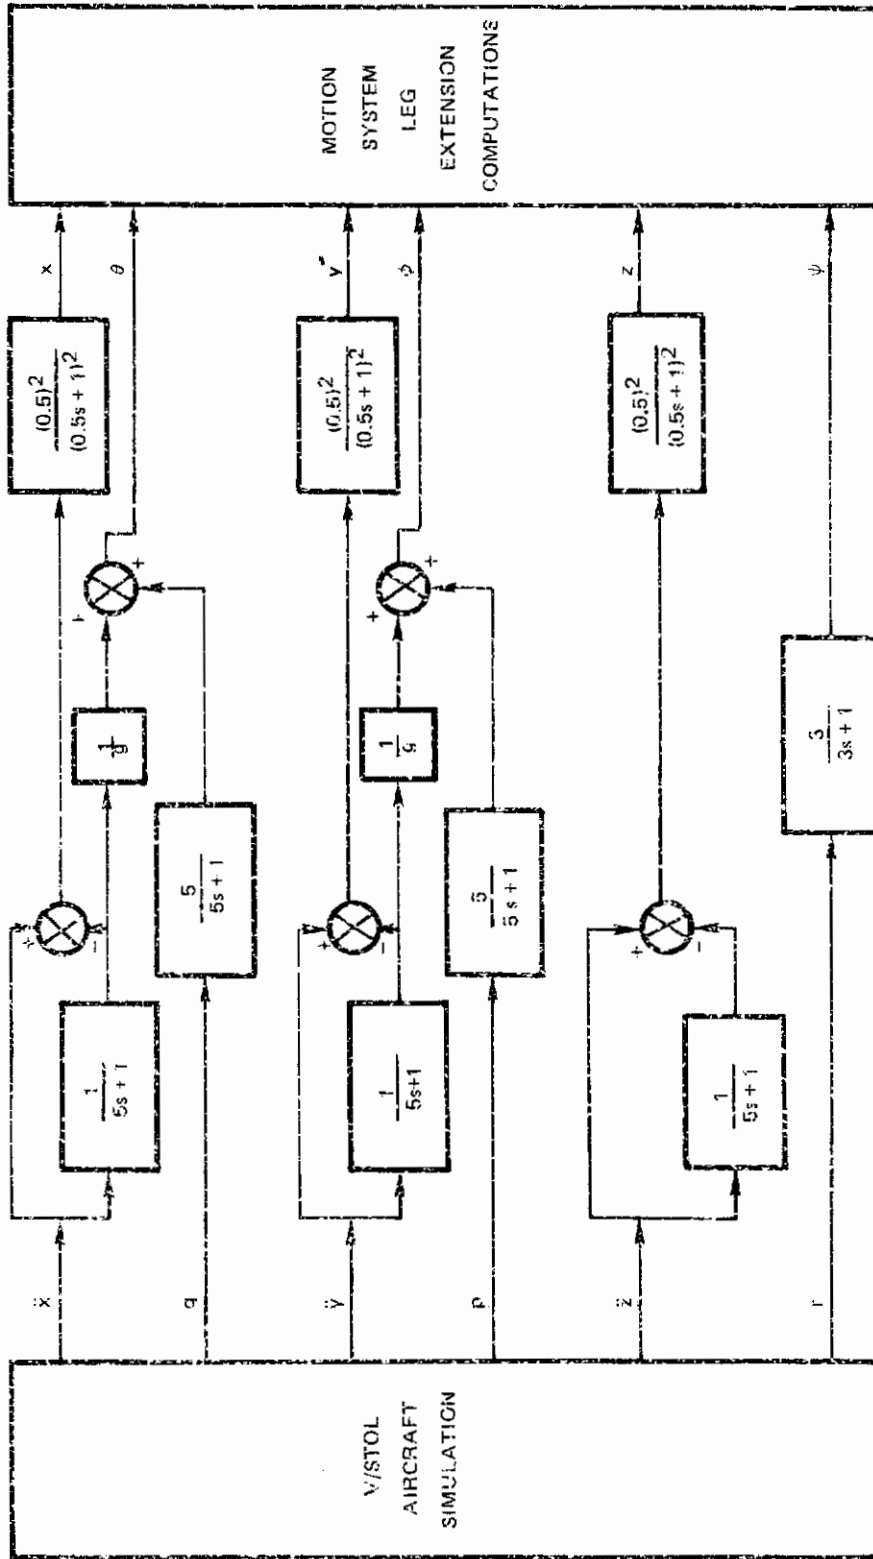 V/STOL
AIRCRAFT
SIMULATION
ẍ
q
ÿ
p
z̈
r
1
5s + 1
+
−
5
5s + 1
1
g
+
+
(0.5)²
(0.5s + 1)²
x
θ
1
5s+1
+
−
5
5s + 1
1
g
+
+
(0.5)²
(0.5s + 1)²
y
φ
1
5s + 1
+
−
(0.5)²
(0.5s + 1)²
z
3
3s + 1
ψ
MOTION
SYSTEM
LEG
EXTENSION
COMPUTATIONS